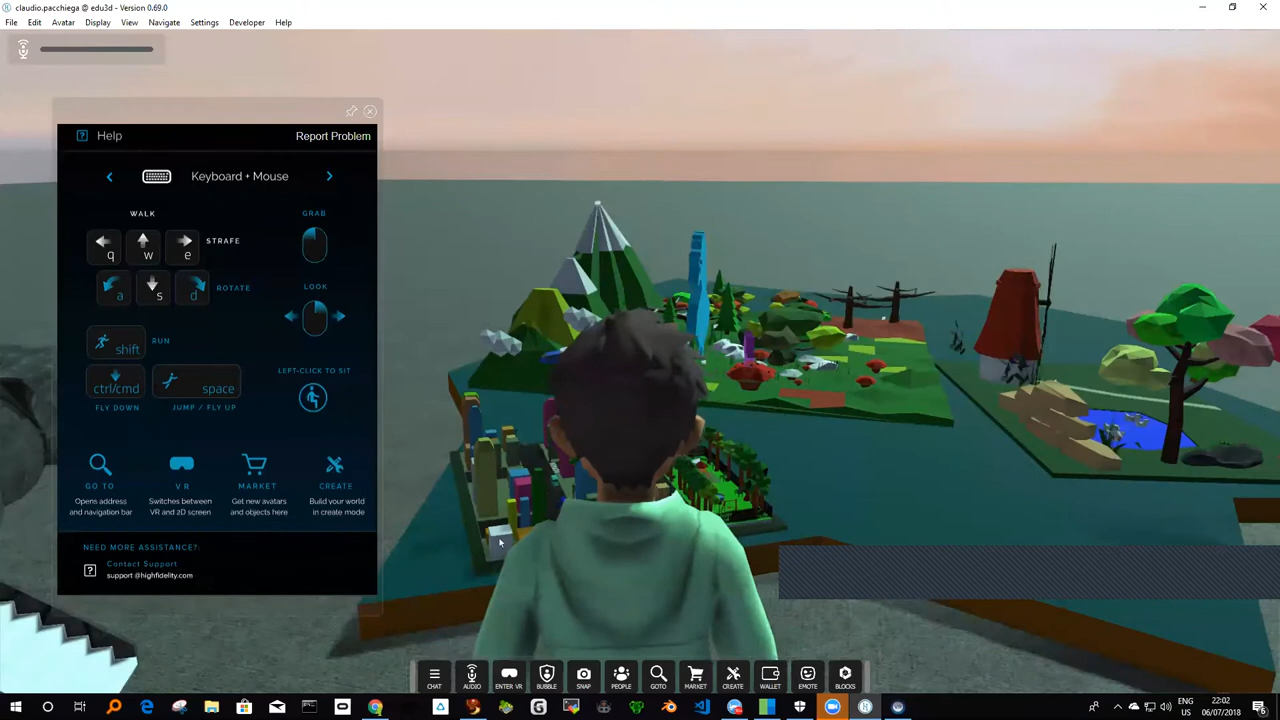 claudio.pacchiega @ edu3d - Version 0.69.0
File Edit Avatar Display View Navigate Settings Developer Help
? Help Report Problem
Keyboard + Mouse
WALK GRAB
q w e STRAFE
a s d ROTATE
LOOK
shift RUN
ctrl/cmd space
LEFT-CLICK TO SIT
FLY DOWN JUMP / FLY UP
GO TO VR MARKET CREATE
Opens address and navigation bar
Switches between VR and 2D screen
Get new avatars and objects here
Build your world in create mode
NEED MORE ASSISTANCE?:
Contact Support
? support @highfidelity.com
CHAT AUDIO ENTER VR BUBBLE SNAP PEOPLE GOTO MARKET CREATE WALLET EMOTE BLOCKS
ENG 22:02
US 06/07/2018